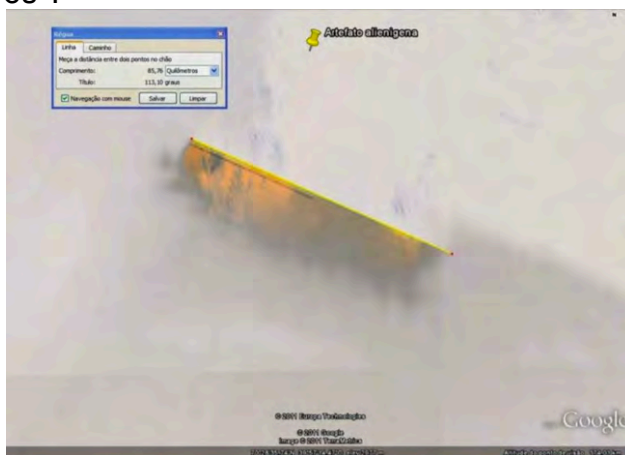 Régua
Linha Caminho
Meça a distância entre dois pontos no chão
Comprimento: 85,76 Quilômetros
Título: 113,10 graus
Navegação com mouse Salvar Limpar
Artefato alienígena
© 2011 Europa Technologies
© 2011 Google
Image © 2011 TerraMetrics
Google